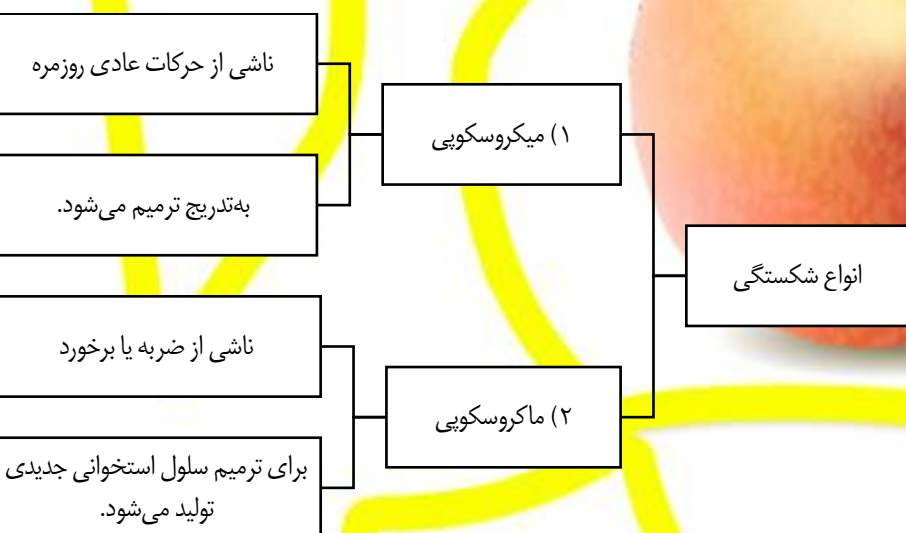 انواع شکستگی
۱) میکروسکوپی
ناشی از حرکات عادی روزمره
به‌تدریج ترمیم می‌شود.
۲) ماکروسکوپی
ناشی از ضربه یا برخورد
برای ترمیم سلول استخوانی جدیدی
تولید می‌شود.